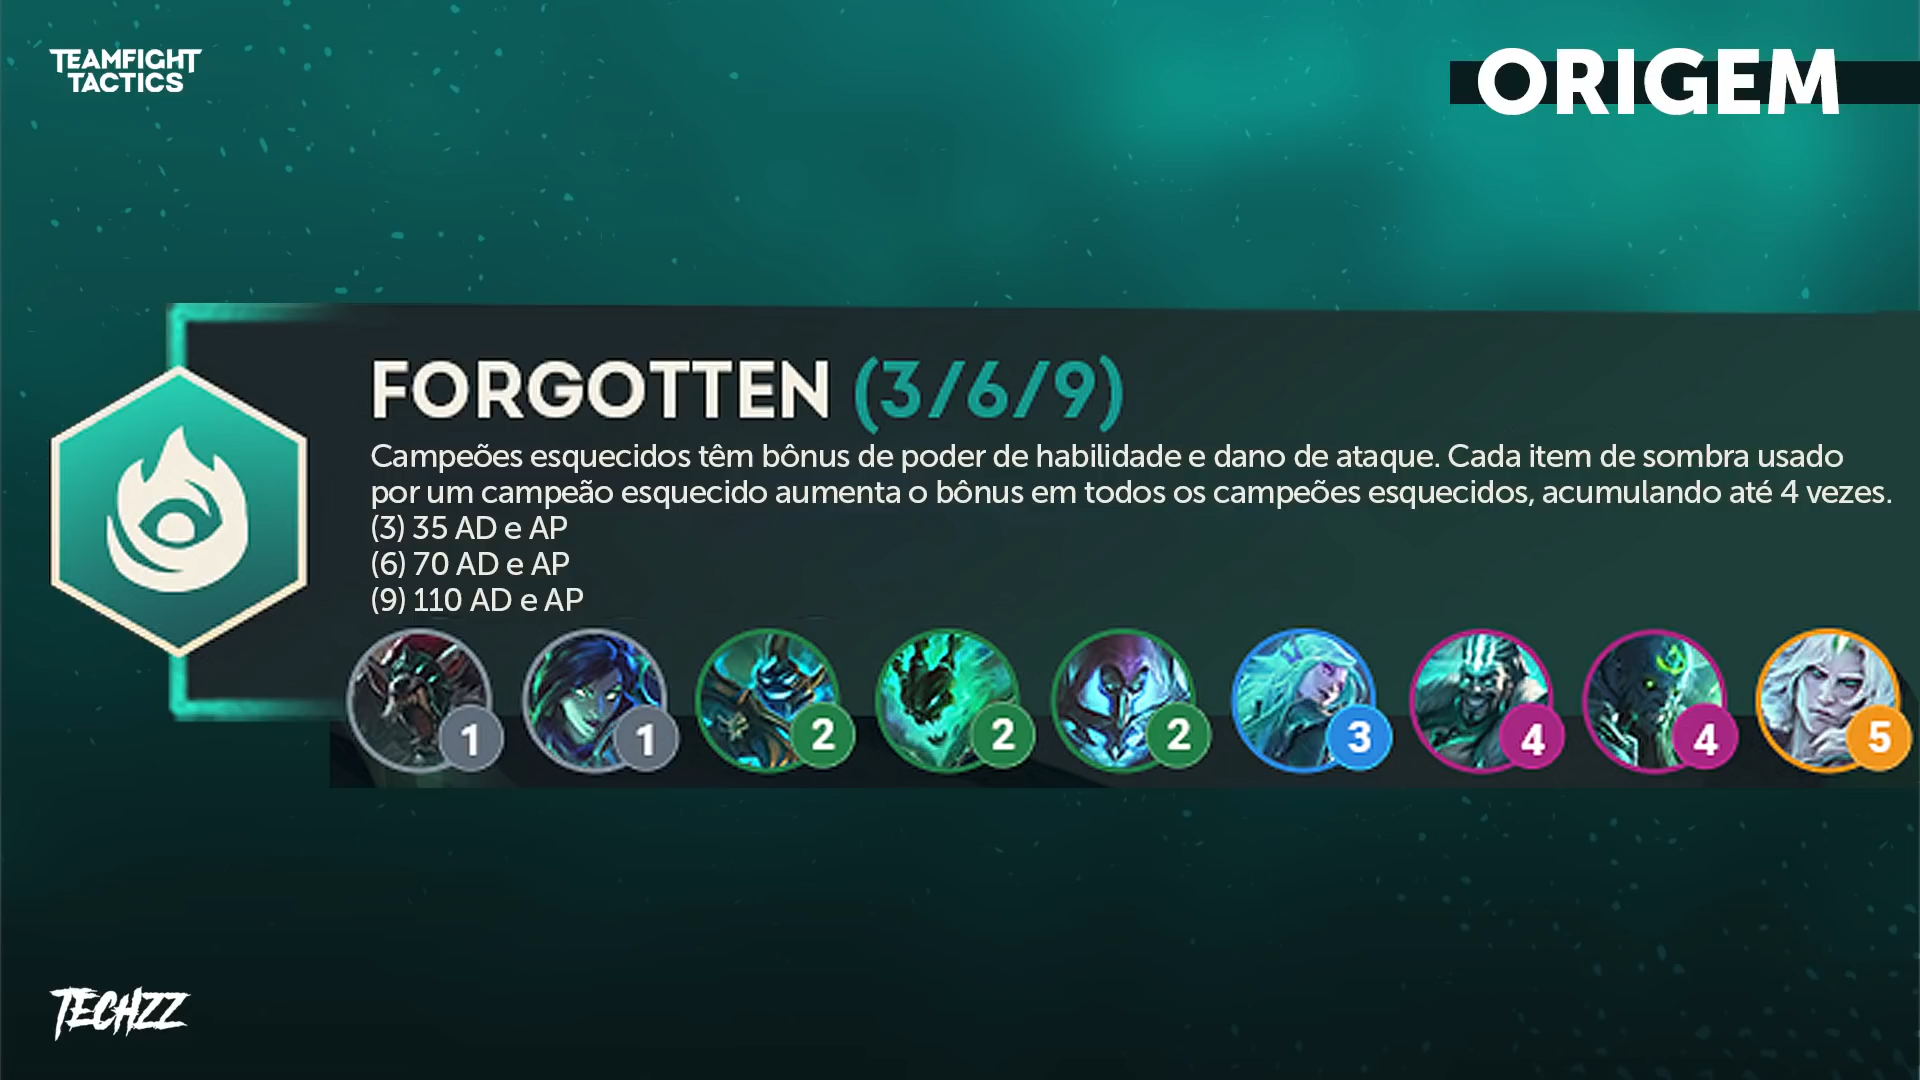 TEAMFIGHT
TACTICS
ORIGEM
FORGOTTEN (3/6/9)
Campeões esquecidos têm bônus de poder de habilidade e dano de ataque. Cada item de sombra usado
por um campeão esquecido aumenta o bônus em todos os campeões esquecidos, acumulando até 4 vezes.
(3) 35 AD e AP
(6) 70 AD e AP
(9) 110 AD e AP
1 1 2 2 2 3 4 4 5
TECHZZ